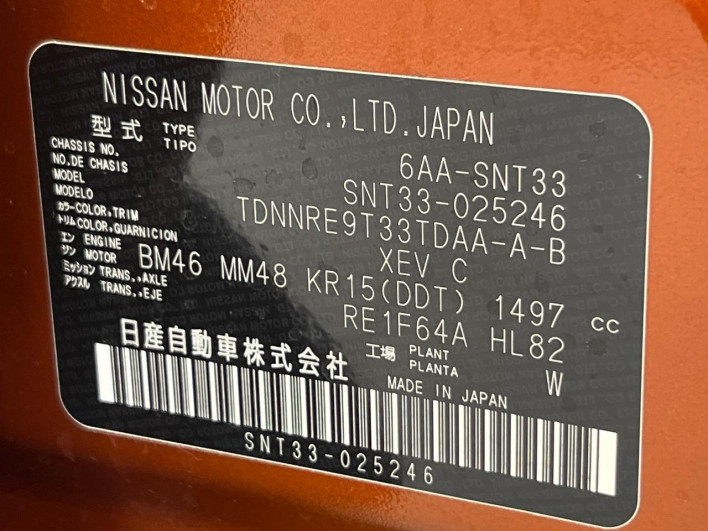 NISSAN MOTOR CO.,LTD.JAPAN
型式 TYPE TIPO 6AA-SNT33
CHASSIS NO. NO.DE CHASIS SNT33-025246
MODEL MODELO TDNNRE9T33TDAA-A-B
カラー COLOR,TRIM トリム COLOR,GUARNICION XEV C
エンジン ENGINE MOTOR BM46 MM48 KR15(DDT) 1497 cc
ミッション TRANS.,AXLE アクスル TRANS.,EJE RE1F64A HL82
日産自動車株式会社 工場 PLANT PLANTA W
MADE IN JAPAN
SNT33-025246